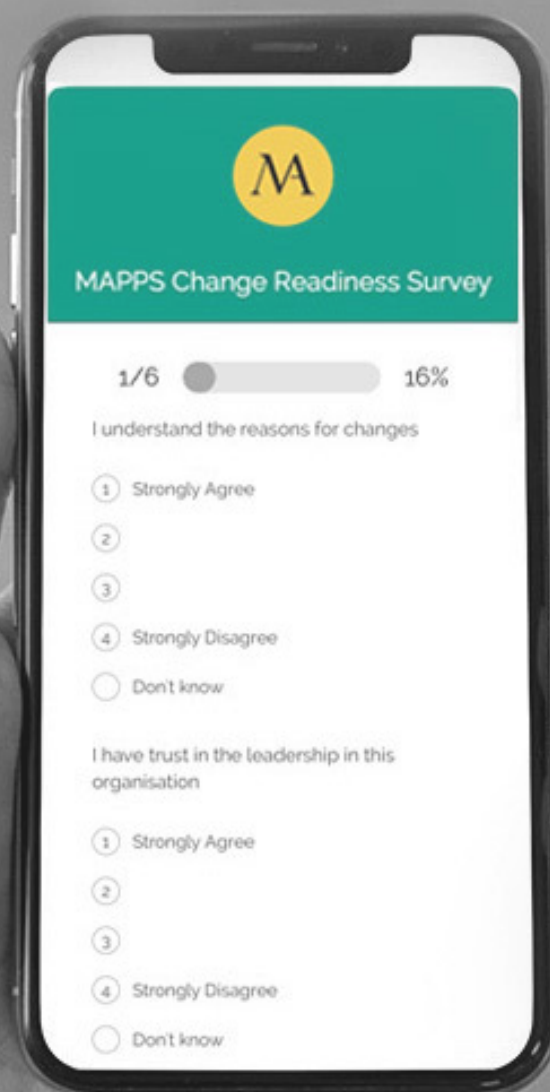 MA
MAPPS Change Readiness Survey
1/6 16%
I understand the reasons for changes
1 Strongly Agree
2
3
4 Strongly Disagree
Don't know
I have trust in the leadership in this
organisation
1 Strongly Agree
2
3
4 Strongly Disagree
Don't know